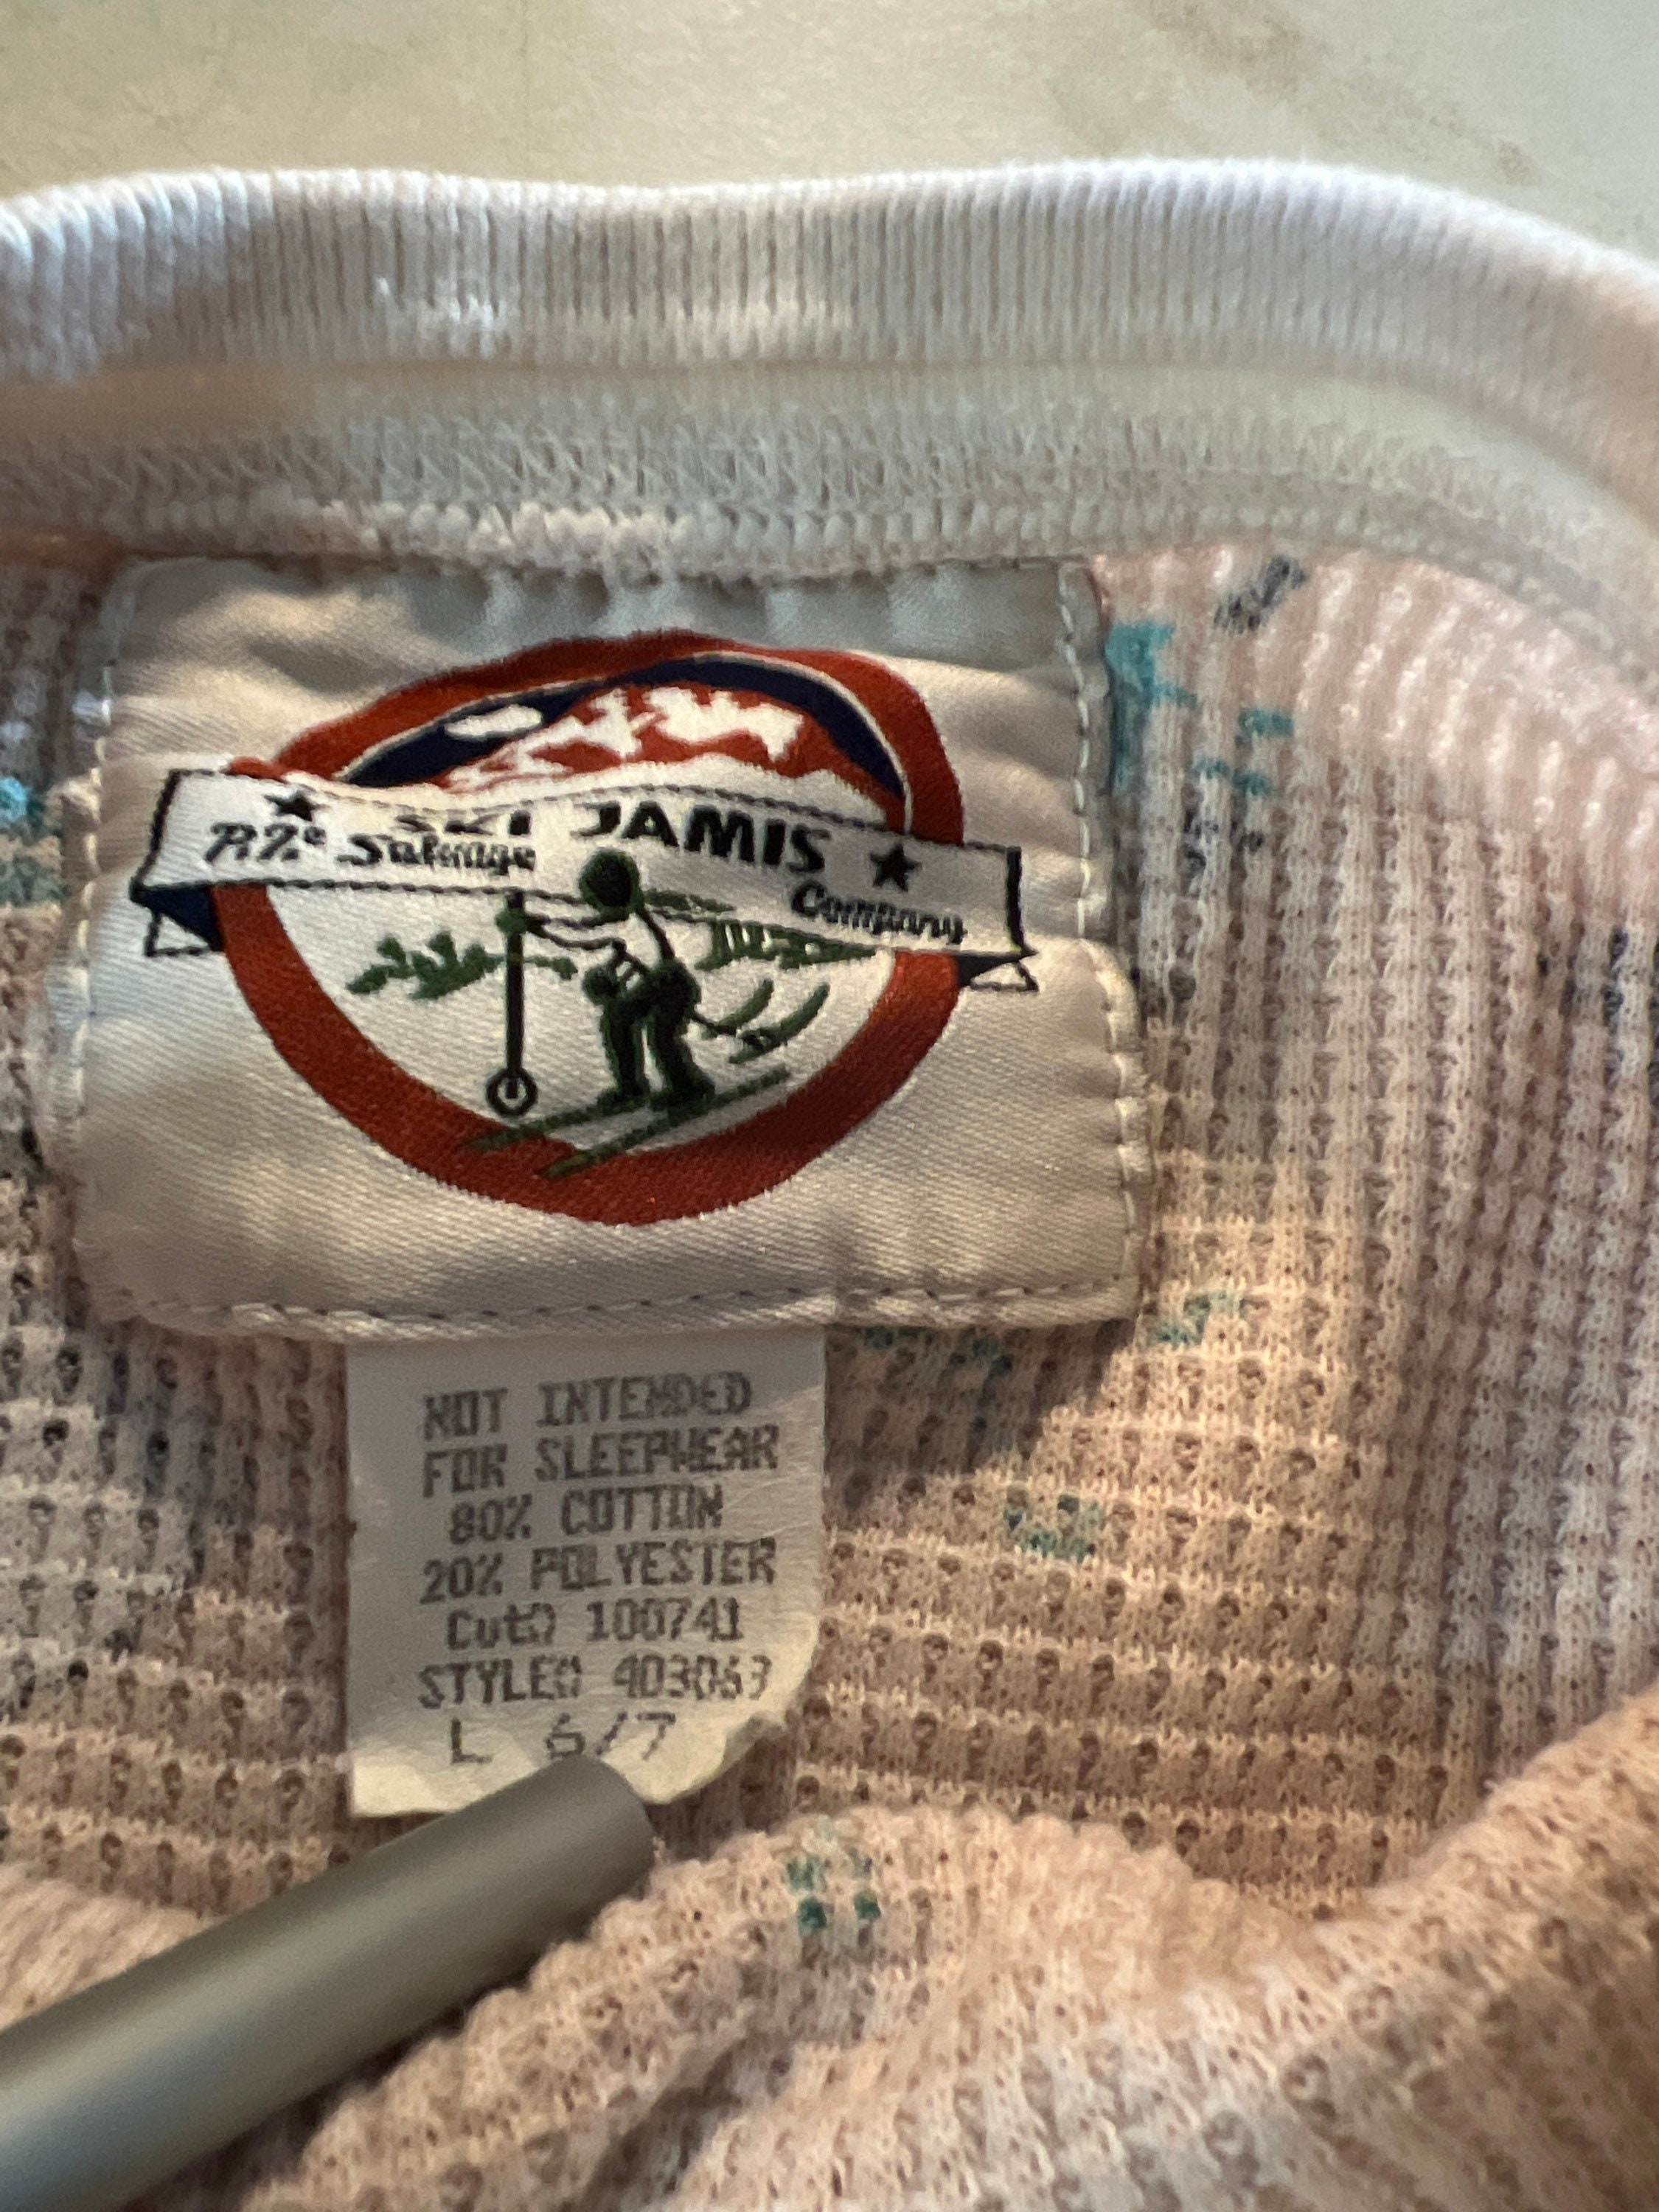 SKI JAMIS
P.J.'s Salvage Company
NOT INTENDED
FOR SLEEPWEAR
80% COTTON
20% POLYESTER
Cut# 100741
STYLE# 403063
L 6/7